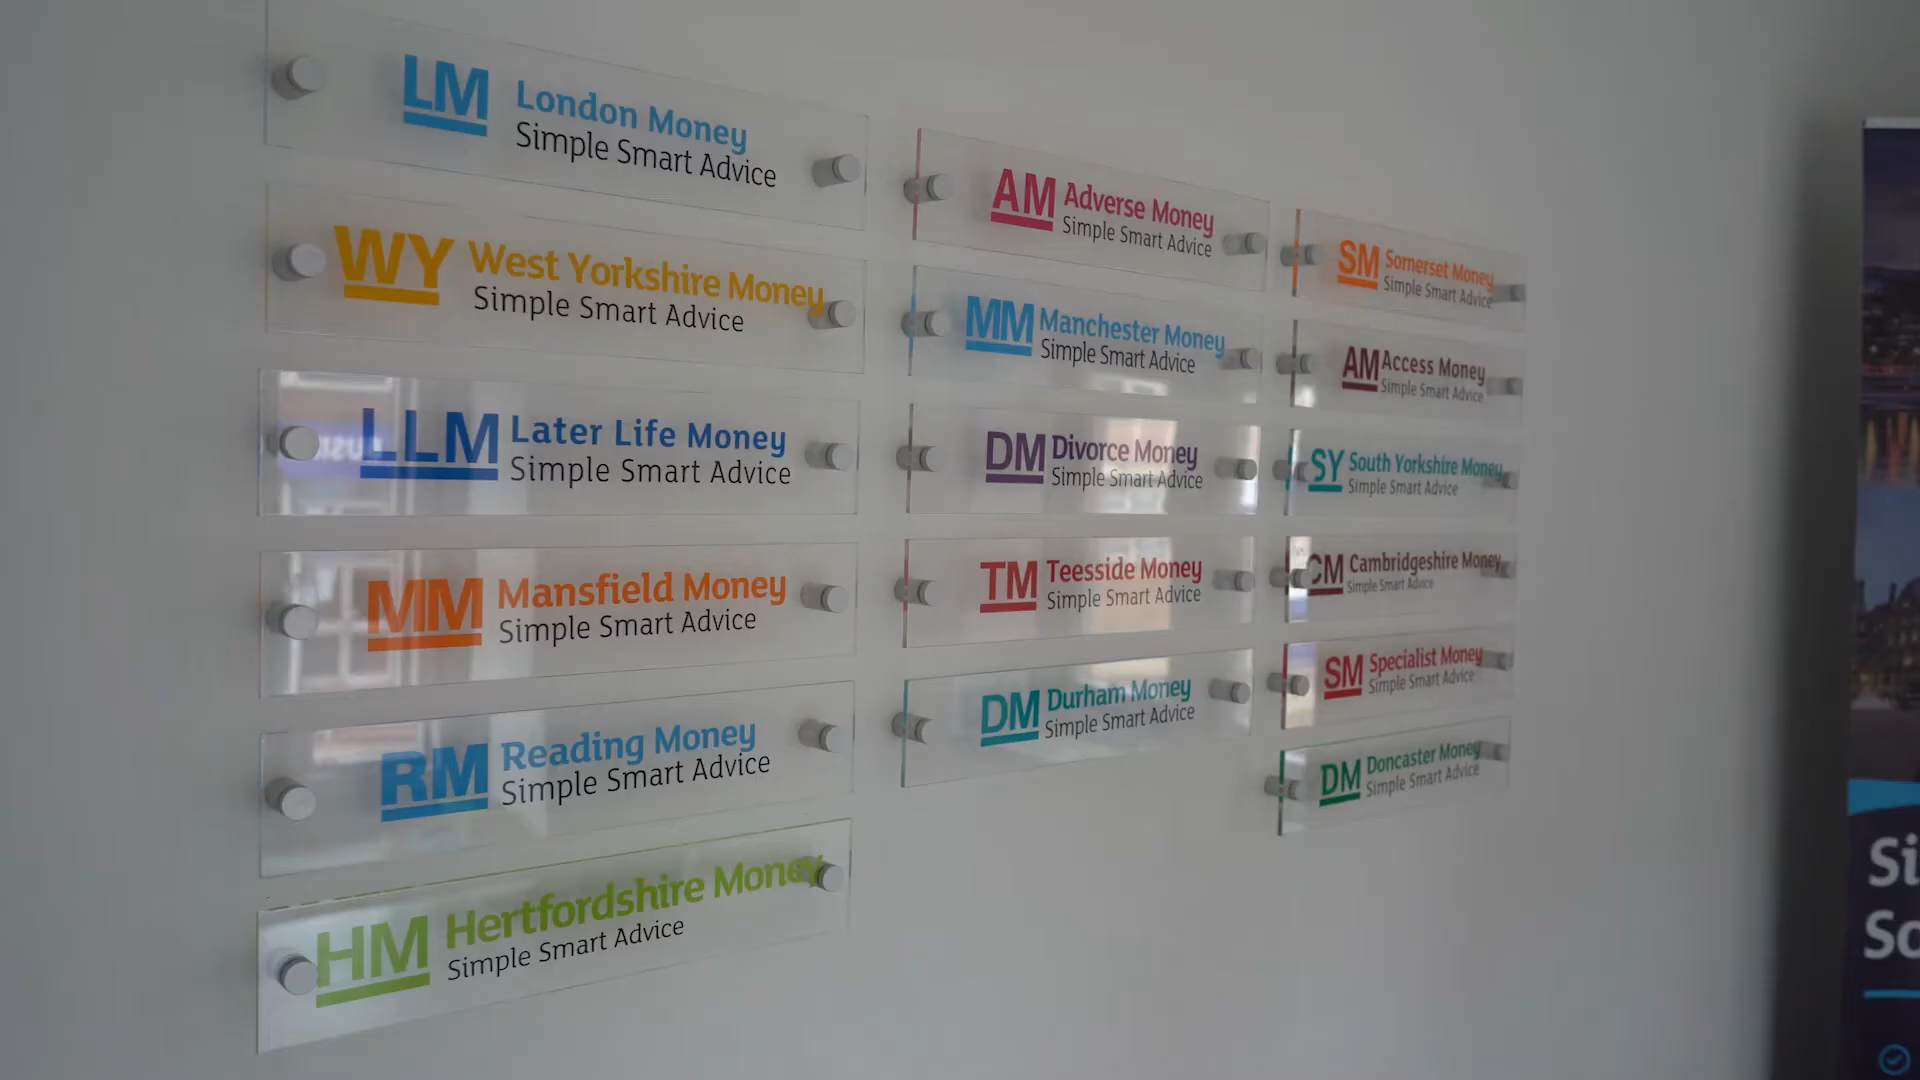 LM London Money
Simple Smart Advice
WY West Yorkshire Money
Simple Smart Advice
LLM Later Life Money
Simple Smart Advice
MM Mansfield Money
Simple Smart Advice
RM Reading Money
Simple Smart Advice
HM Hertfordshire Money
Simple Smart Advice
AM Adverse Money
Simple Smart Advice
MM Manchester Money
Simple Smart Advice
DM Divorce Money
Simple Smart Advice
TM Teesside Money
Simple Smart Advice
DM Durham Money
Simple Smart Advice
SM Somerset Money
Simple Smart Advice
AM Access Money
Simple Smart Advice
SY South Yorkshire Money
Simple Smart Advice
CM Cambridgeshire Money
Simple Smart Advice
SM Specialist Money
Simple Smart Advice
DM Doncaster Money
Simple Smart Advice